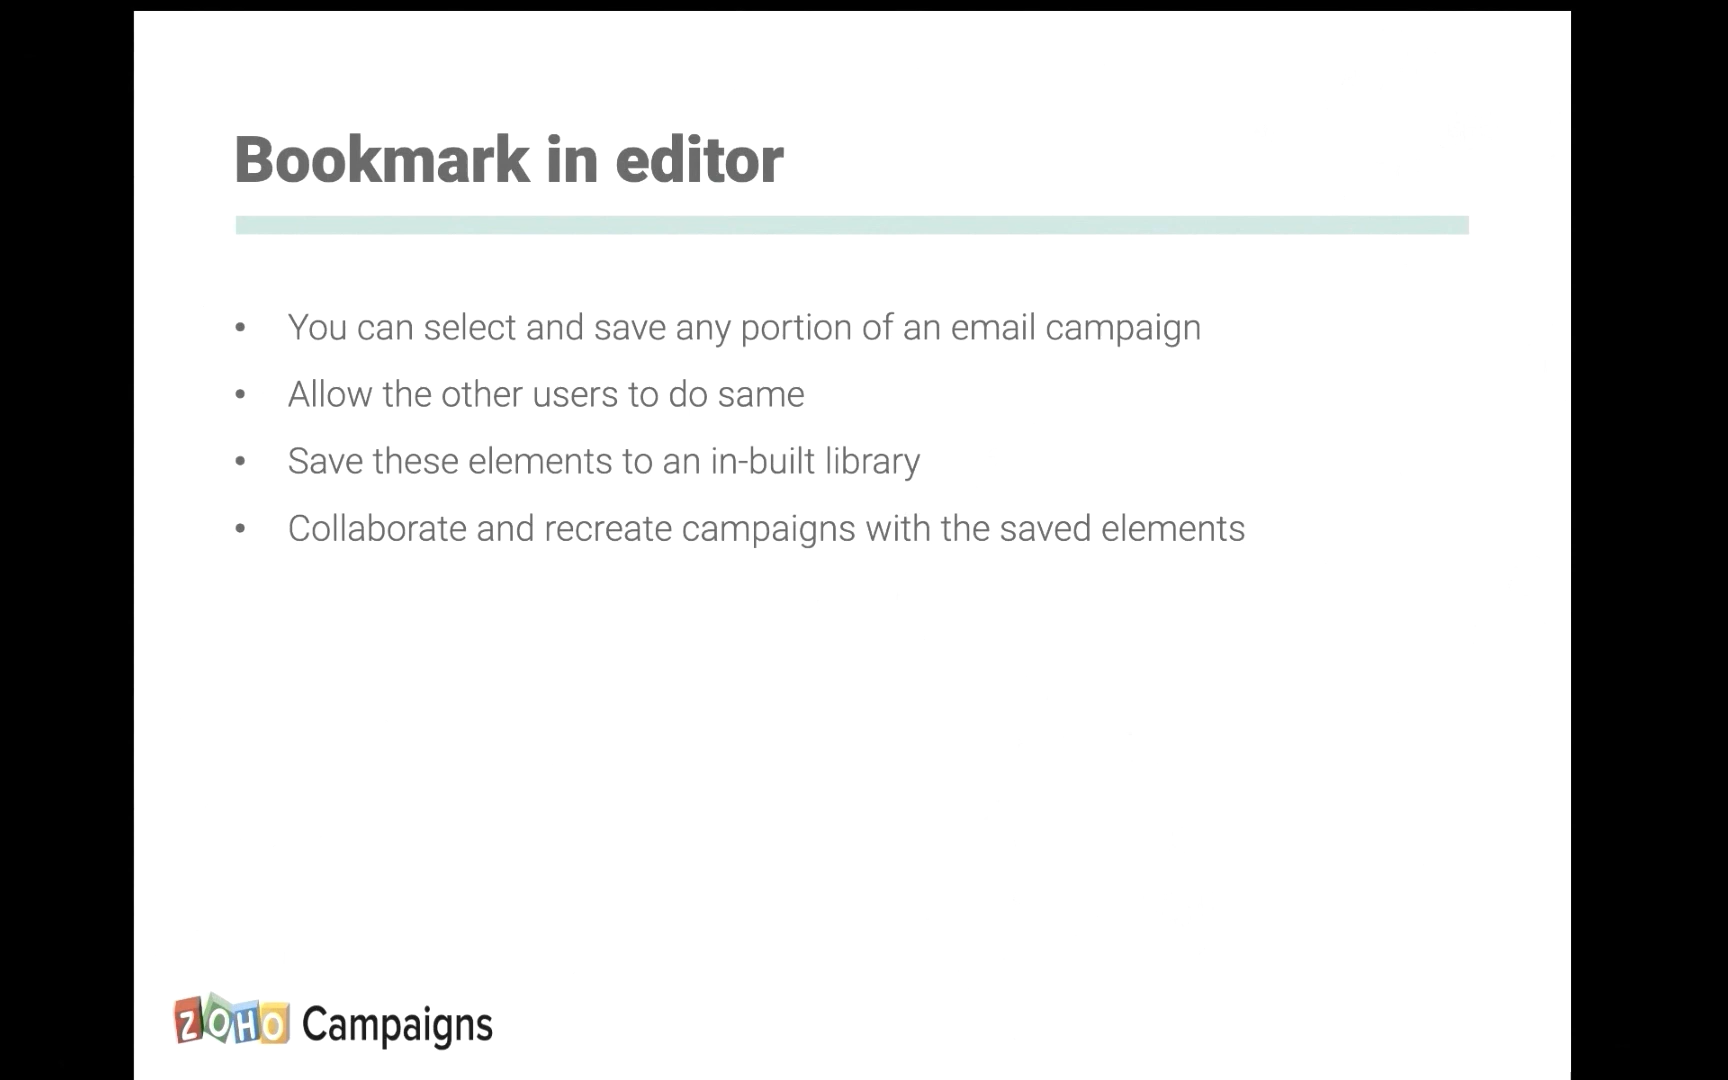 Bookmark in editor
• You can select and save any portion of an email campaign
• Allow the other users to do same
• Save these elements to an in-built library
• Collaborate and recreate campaigns with the saved elements
ZOHO Campaigns